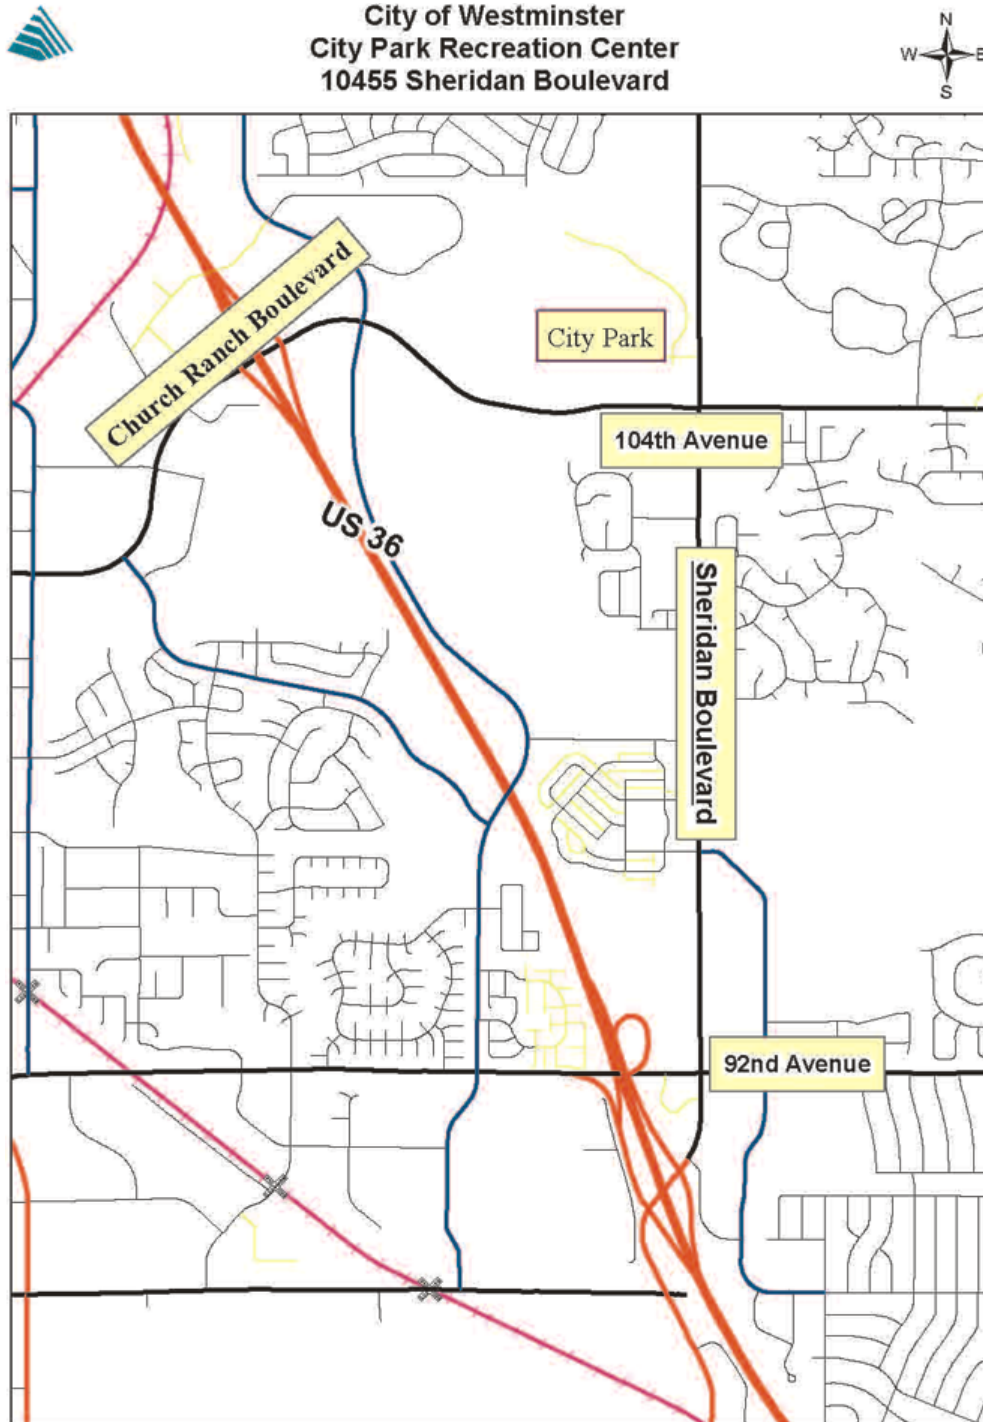 City of Westminster
City Park Recreation Center
10455 Sheridan Boulevard
N
W E
S
Church Ranch Boulevard
City Park
104th Avenue
US 36
Sheridan Boulevard
92nd Avenue